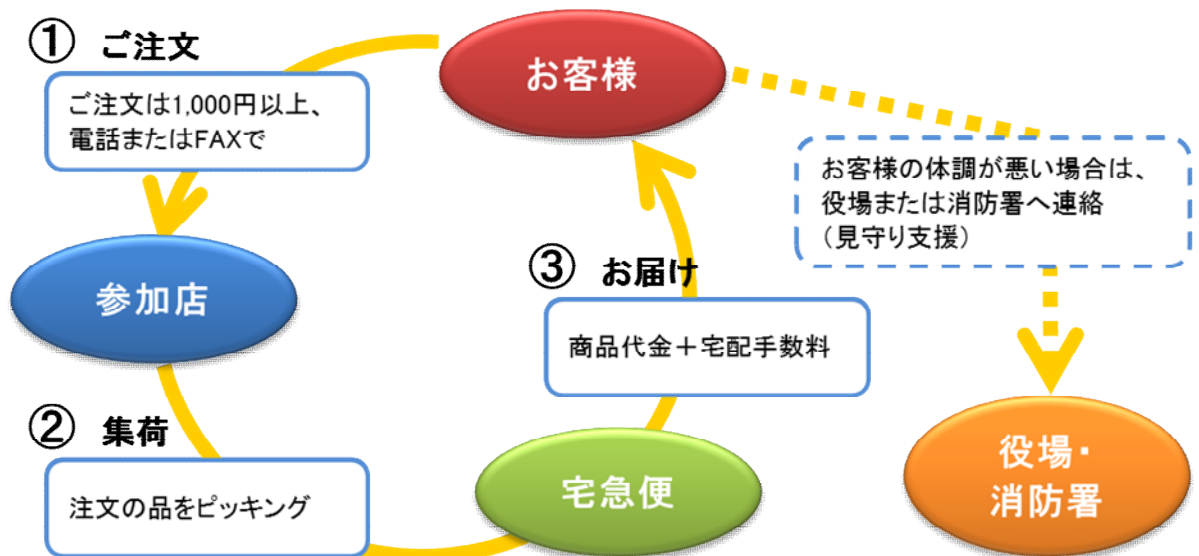 ① ご注文
ご注文は1,000円以上、
電話またはFAXで
お客様
お客様の体調が悪い場合は、
役場または消防署へ連絡
（見守り支援）
参加店
③ お届け
商品代金＋宅配手数料
② 集荷
注文の品をピッキング
宅急便
役場・
消防署